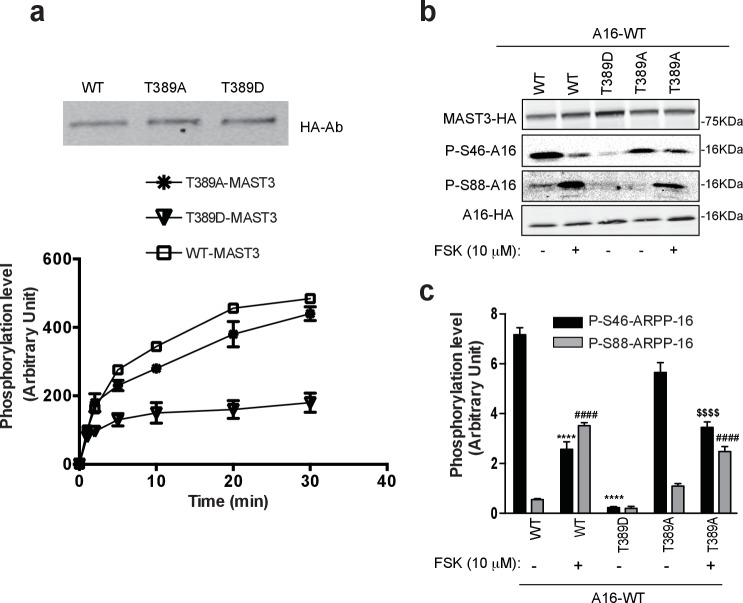 a
WT T389A T389D
HA-Ab
T389A-MAST3
T389D-MAST3
WT-MAST3
Phosphorylation level
(Arbitrary Unit)
600
400
200
0
0 10 20 30 40
Time (min)
b
A16-WT
WT WT T389D T389A T389A
MAST3-HA -75KDa
P-S46-A16 -16KDa
P-S88-A16 -16KDa
A16-HA -16KDa
FSK (10 µM): - + - - +
c
Phosphorylation level
(Arbitrary Unit)
P-S46-ARPP-16
P-S88-ARPP-16
8
6
4
2
0
**** #### **** $$$$ ####
WT WT T389D T389A T389A
FSK (10 µM): - + - - +
A16-WT